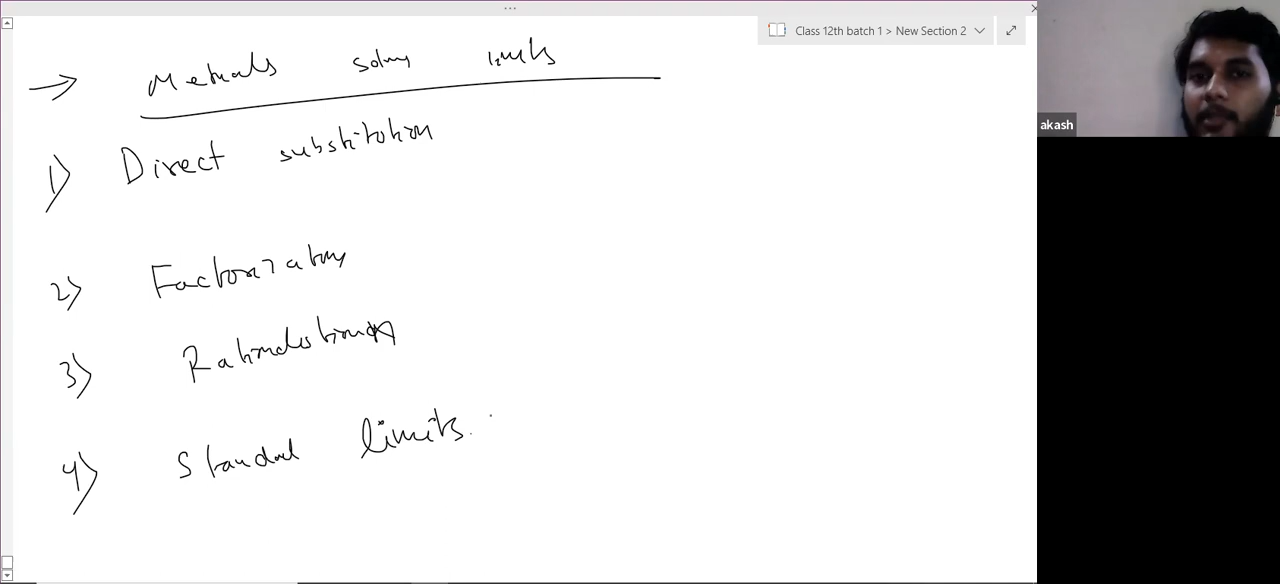 Class 12th batch 1 > New Section 2
akash
→ Methods solving limits
1) Direct substitution
2) Factorization
3) Rationalisation
4) Standard limits.